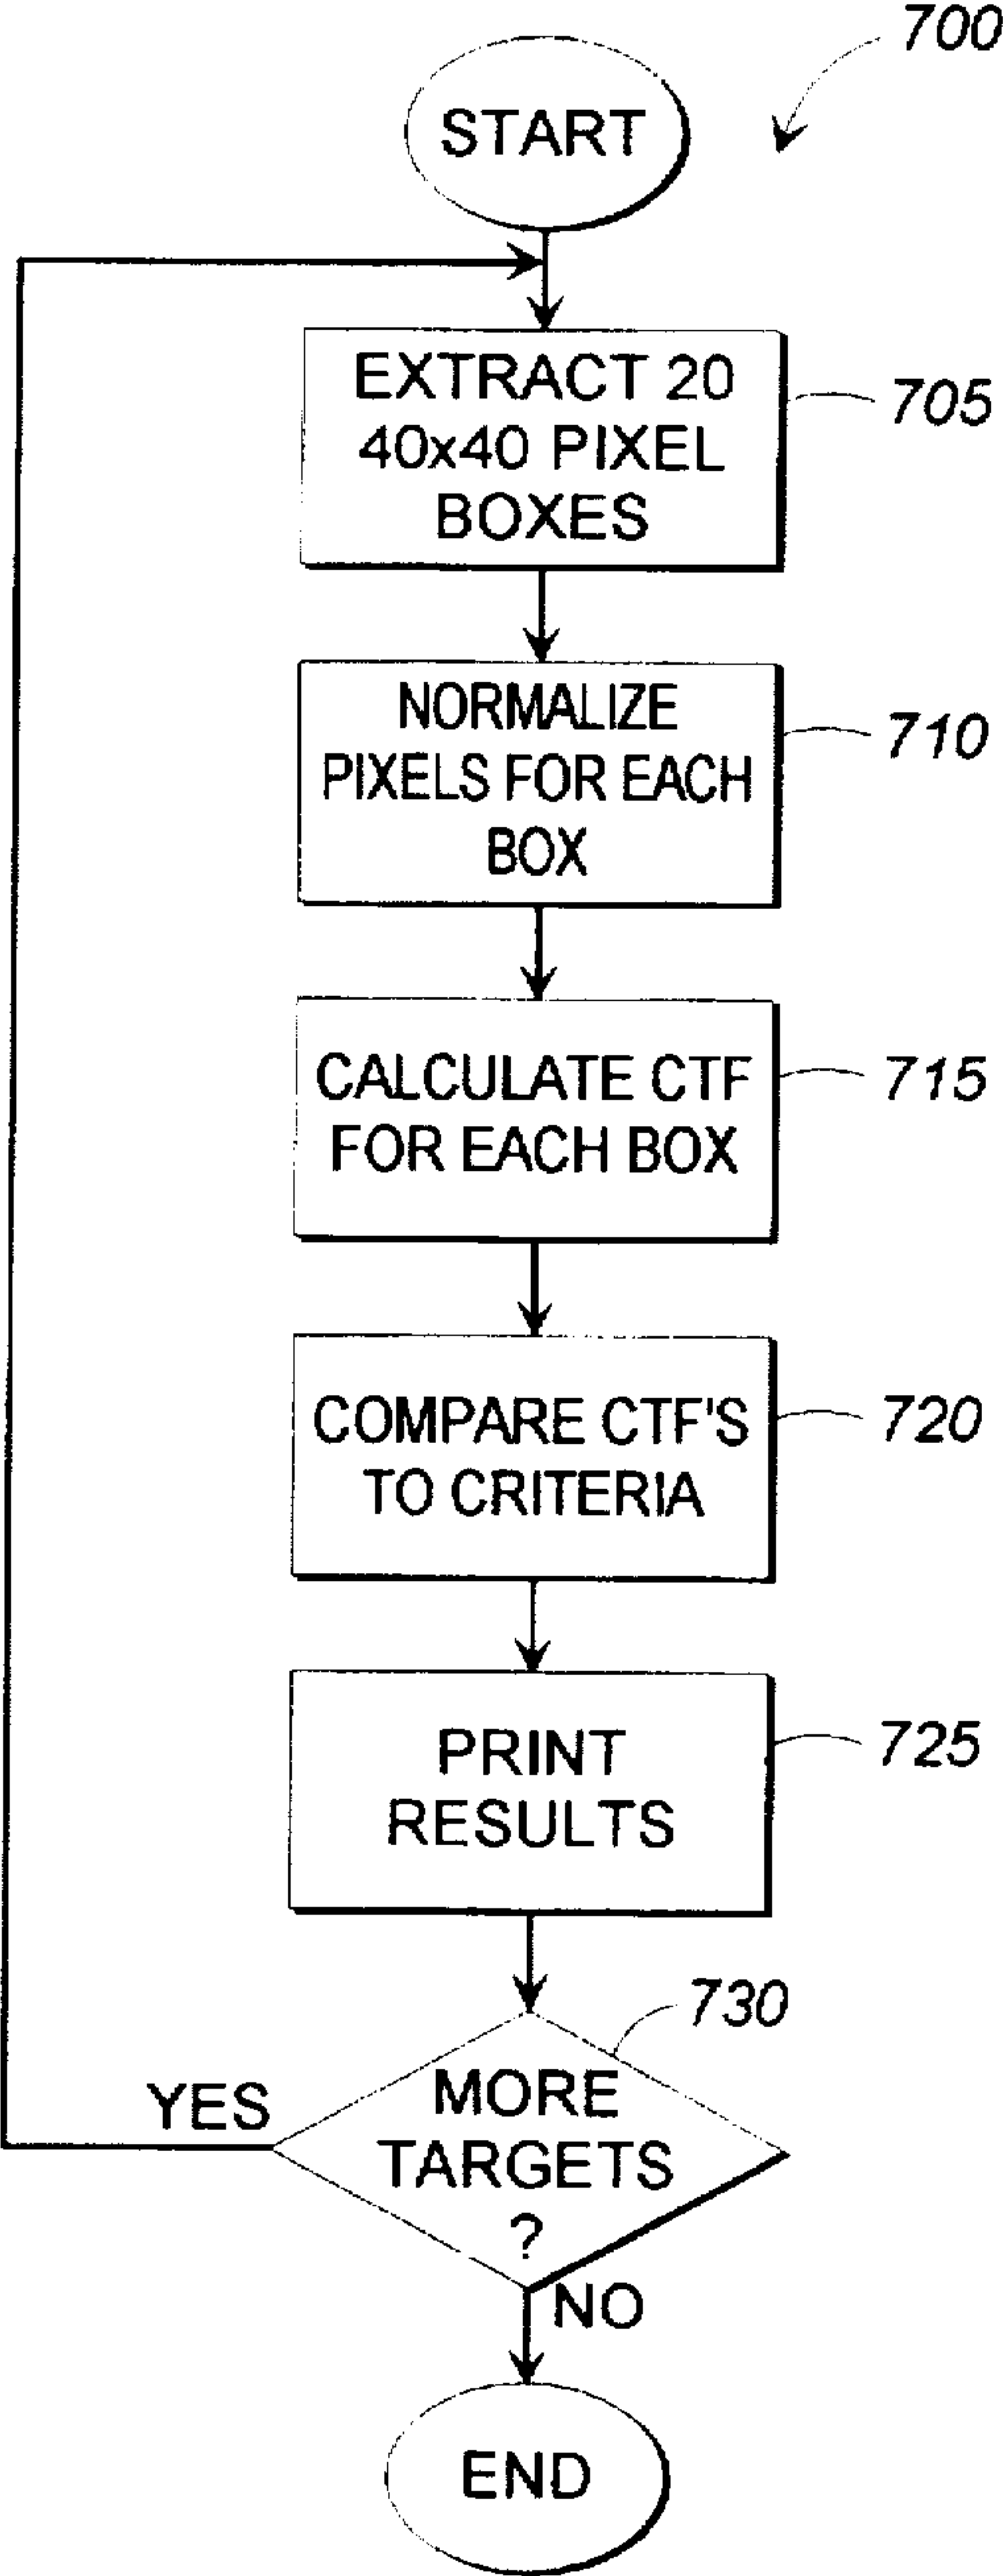 700
START
EXTRACT 20
40x40 PIXEL
BOXES
705
NORMALIZE
PIXELS FOR EACH
BOX
710
CALCULATE CTF
FOR EACH BOX
715
COMPARE CTF'S
TO CRITERIA
720
PRINT
RESULTS
725
730
MORE
TARGETS
?
YES
NO
END